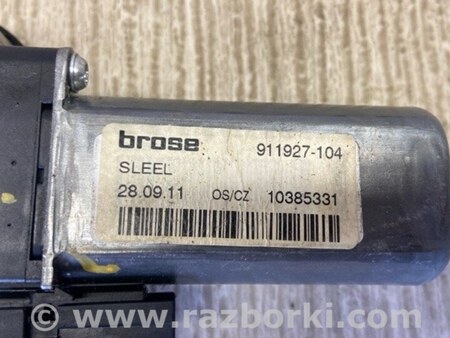 brose 911927-104
SLEEL
28.09.11 OS/CZ 10385331
www.razborki.com